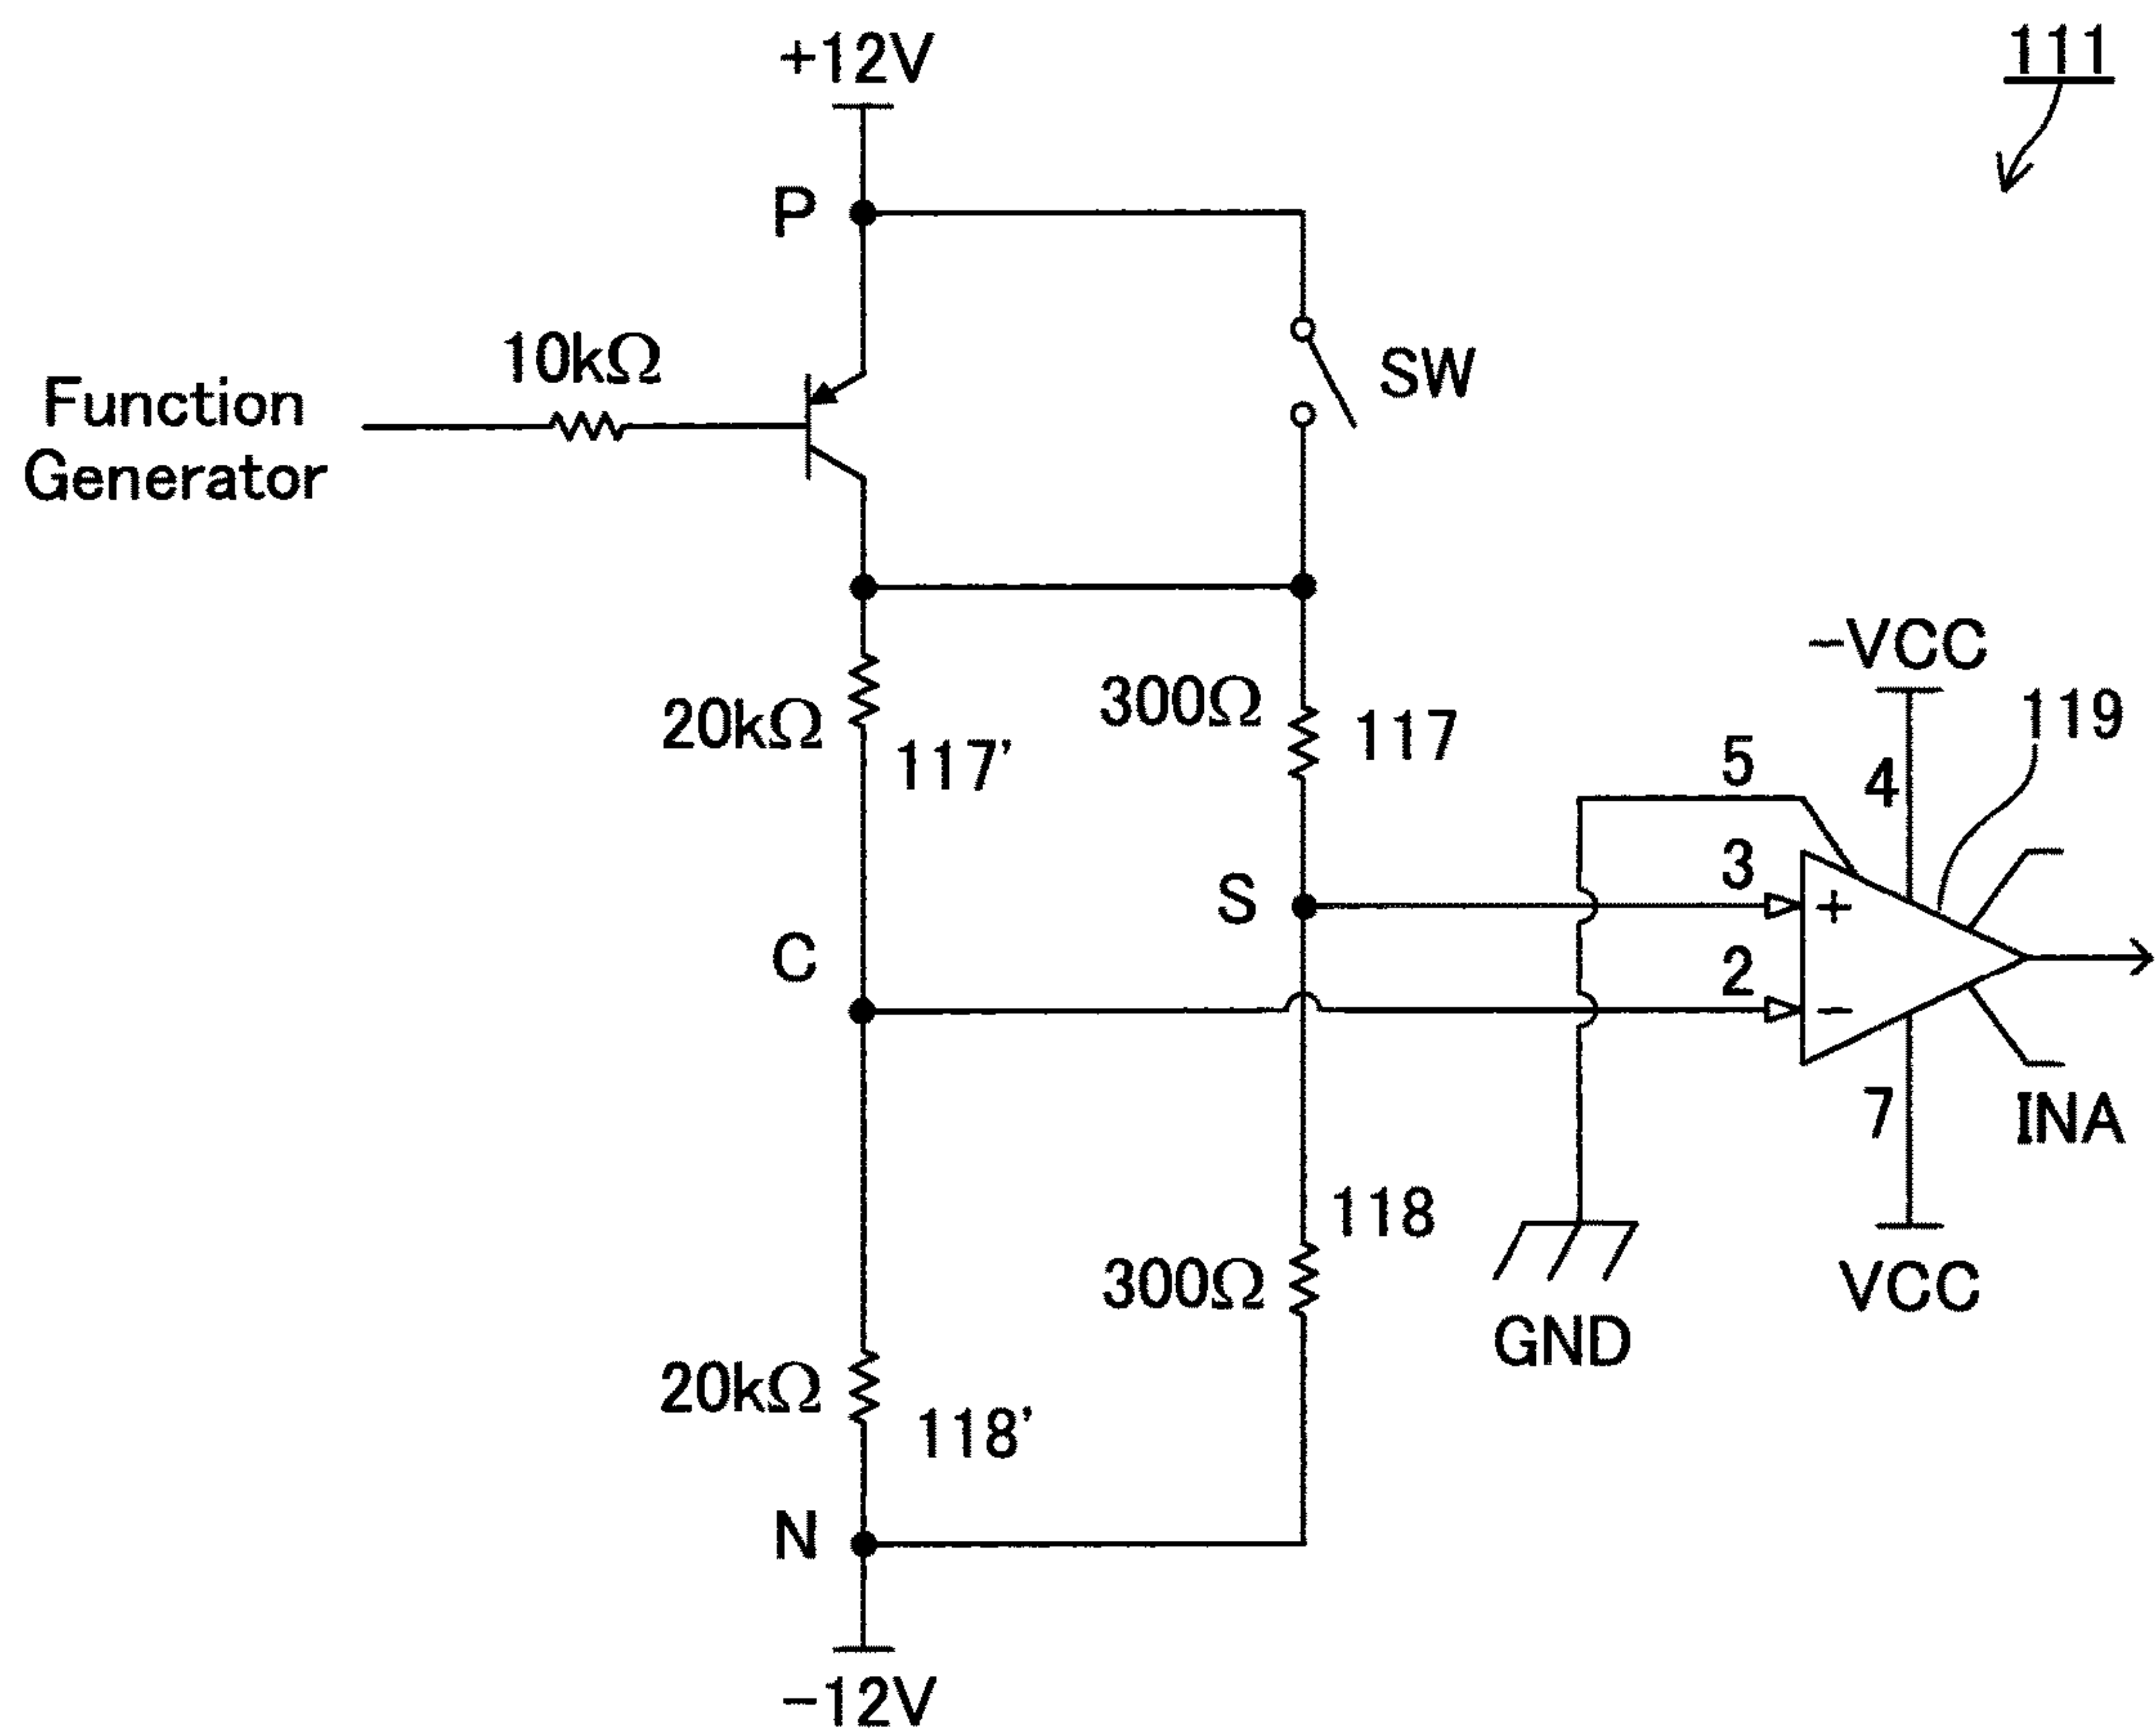 +12V
111
P
10kΩ
SW
Function
Generator
20kΩ
117'
300Ω
117
-VCC
119
5
4
3
S
+
C
2
-
7
INA
118
300Ω
VCC
GND
20kΩ
118'
N
-12V